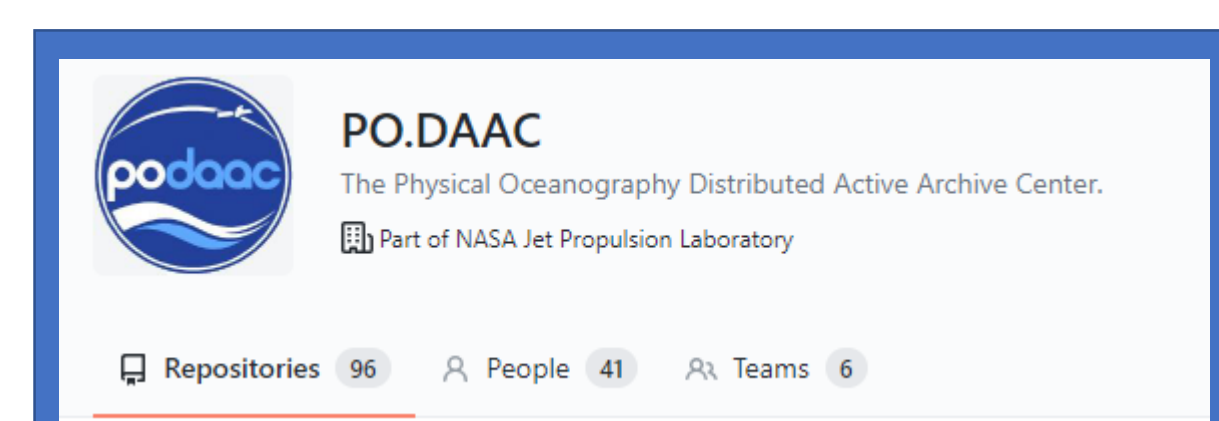 podaac
PO.DAAC
The Physical Oceanography Distributed Active Archive Center.
Part of NASA Jet Propulsion Laboratory
Repositories 96 People 41 Teams 6